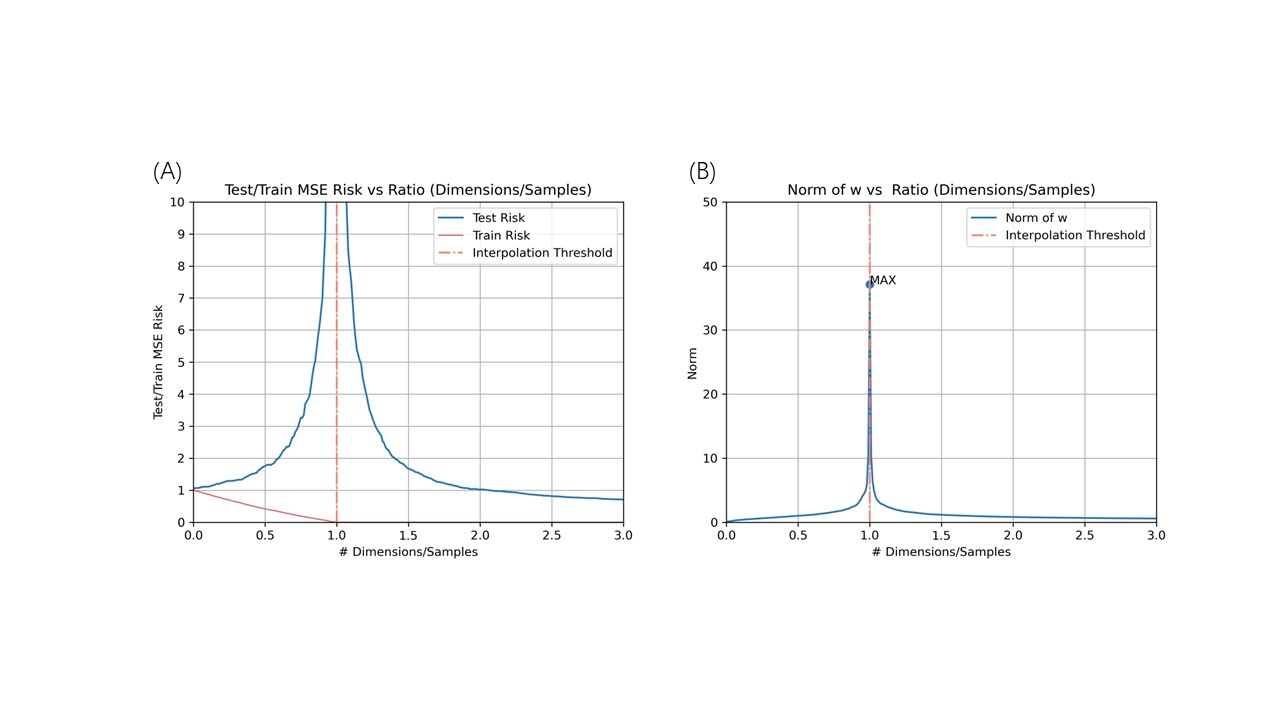 (A)
Test/Train MSE Risk vs Ratio (Dimensions/Samples)
Test/Train MSE Risk
10
9
8
7
6
5
4
3
2
1
0
Test Risk
Train Risk
Interpolation Threshold
0.0 0.5 1.0 1.5 2.0 2.5 3.0
# Dimensions/Samples
(B)
Norm of w vs  Ratio (Dimensions/Samples)
Norm
50
40
30
20
10
0
Norm of w
Interpolation Threshold
MAX
0.0 0.5 1.0 1.5 2.0 2.5 3.0
# Dimensions/Samples